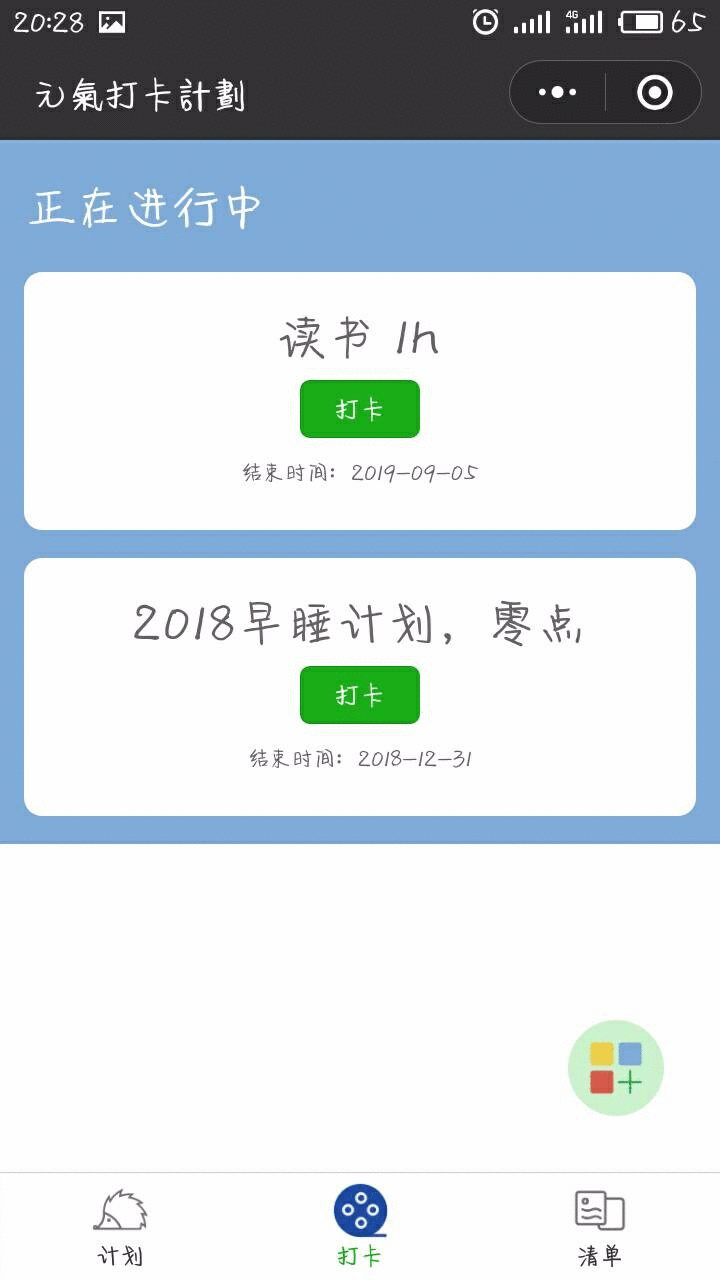 20:28 4G 65
元氣打卡計劃
正在进行中
读书 1h
打卡
结束时间：2019-09-05
2018早睡计划，零点
打卡
结束时间：2018-12-31
计划 打卡 清单